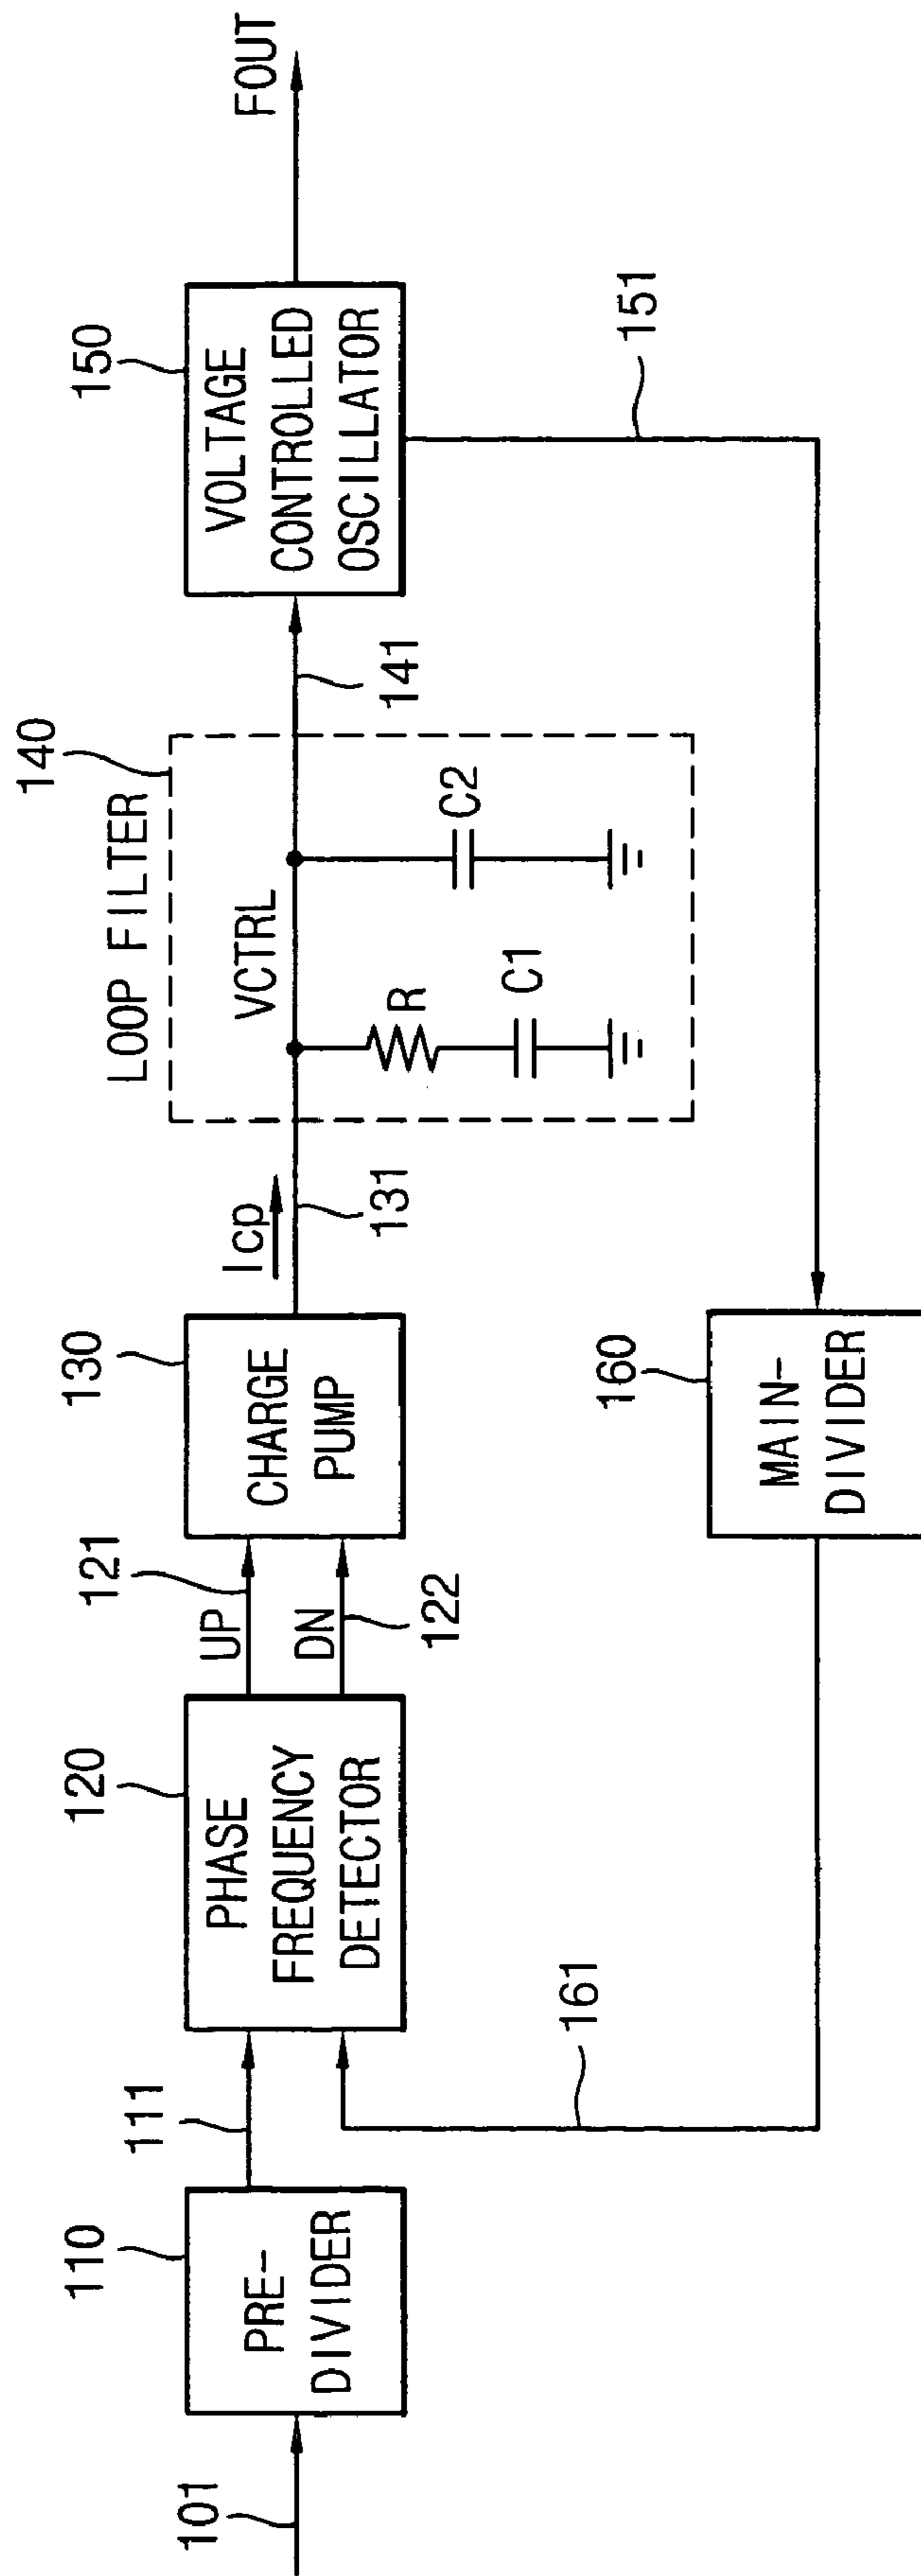 101
110
PRE-
DIVIDER
111
120
PHASE
FREQUENCY
DETECTOR
UP
121
DN
122
130
CHARGE
PUMP
Icp
131
LOOP FILTER
140
VCTRL
R
C1
C2
141
150
VOLTAGE
CONTROLLED
OSCILLATOR
FOUT
151
160
MAIN-
DIVIDER
161